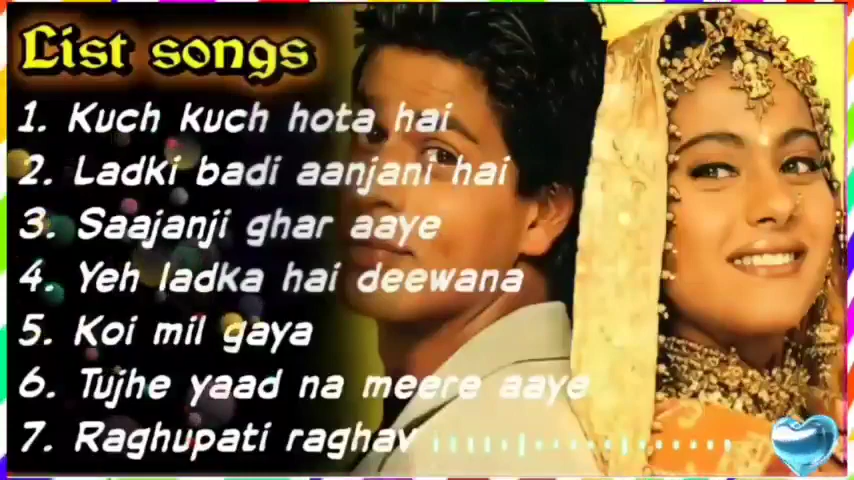 List songs
1. Kuch kuch hota hai
2. Ladki badi aanjani hai
3. Saajanji ghar aaye
4. Yeh ladka hai deewana
5. Koi mil gaya
6. Tujhe yaad na meere aaye
7. Raghupati raghav